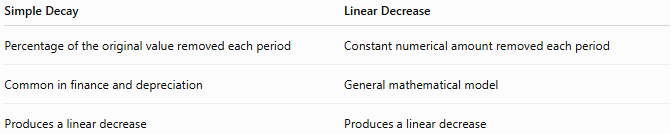 Simple Decay Linear Decrease
Percentage of the original value removed each period Constant numerical amount removed each period
Common in finance and depreciation General mathematical model
Produces a linear decrease Produces a linear decrease